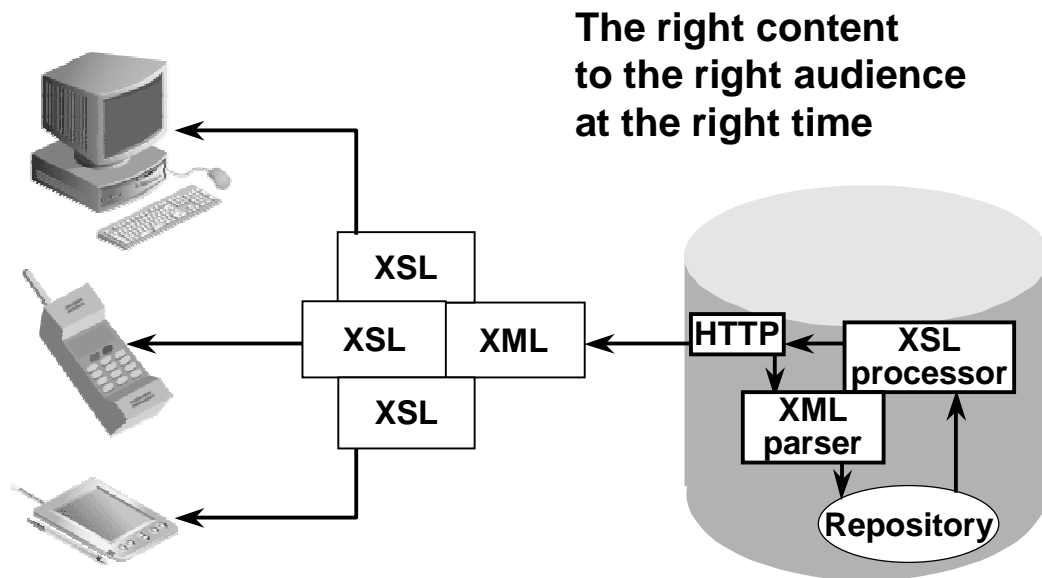 The right content
to the right audience
at the right time
XSL
XSL
XML
XSL
HTTP
XSL
processor
XML
parser
Repository